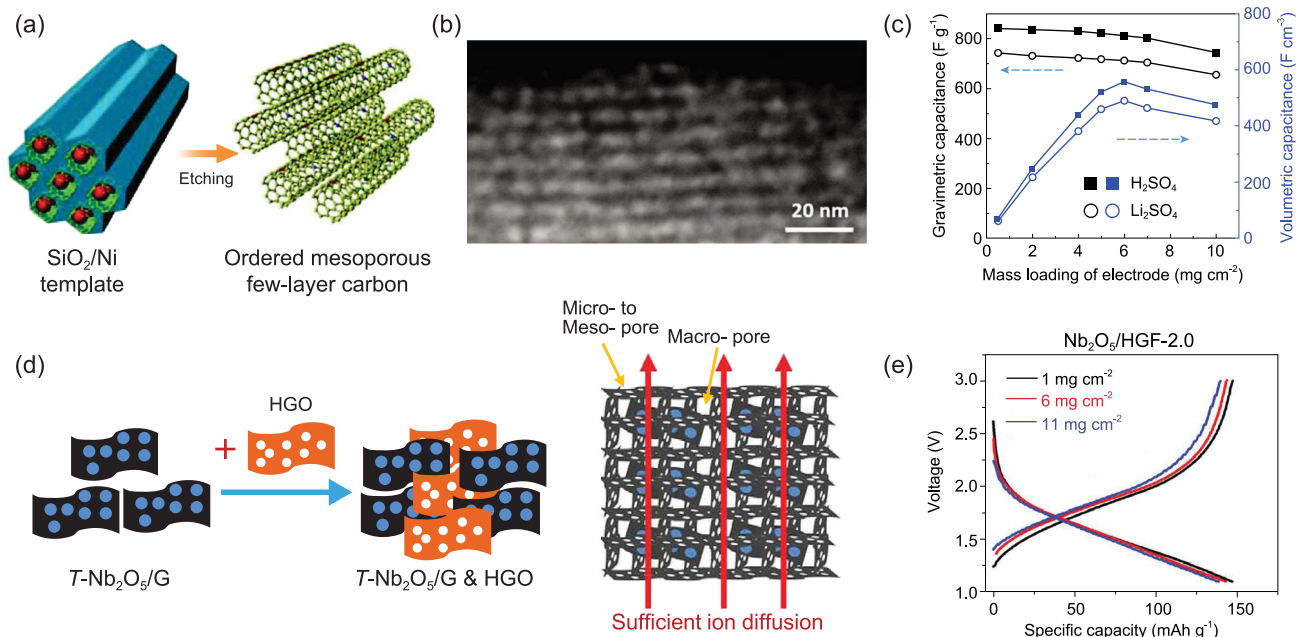 (a)
Etching
SiO₂/Ni
template
Ordered mesoporous
few-layer carbon
(b)
20 nm
(c)
Gravimetric capacitance (F g⁻¹)
800
600
400
200
0
H₂SO₄
Li₂SO₄
800
600
400
200
0
Volumetric capacitance (F cm⁻³)
0 2 4 6 8 10
Mass loading of electrode (mg cm⁻²)
(d)
HGO
+
T-Nb₂O₅/G
T-Nb₂O₅/G & HGO
Micro- to
Meso- pore
Macro- pore
Sufficient ion diffusion
(e)
Nb₂O₅/HGF-2.0
1 mg cm⁻²
6 mg cm⁻²
11 mg cm⁻²
Voltage (V)
3.0
2.5
2.0
1.5
1.0
0 50 100 150
Specific capacity (mAh g⁻¹)